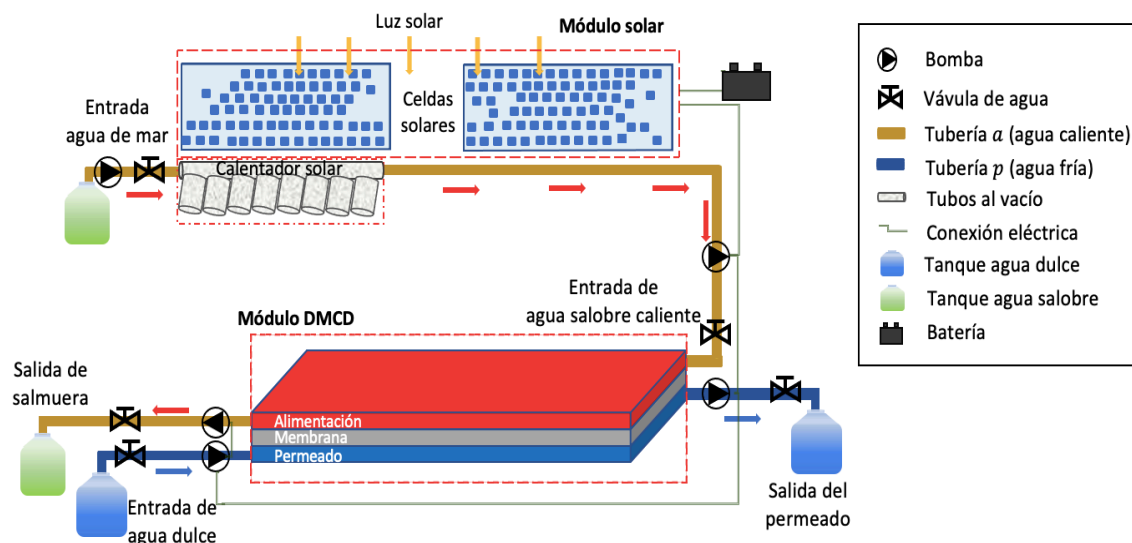 Luz solar
Módulo solar
Entrada
agua de mar
Celdas
solares
Calentador solar
Entrada de
agua salobre caliente
Módulo DMCD
Salida de
salmuera
Alimentación
Membrana
Permeado
Entrada de
agua dulce
Salida del
permeado
Bomba
Vávula de agua
Tubería a (agua caliente)
Tubería p (agua fría)
Tubos al vacío
Conexión eléctrica
Tanque agua dulce
Tanque agua salobre
Batería